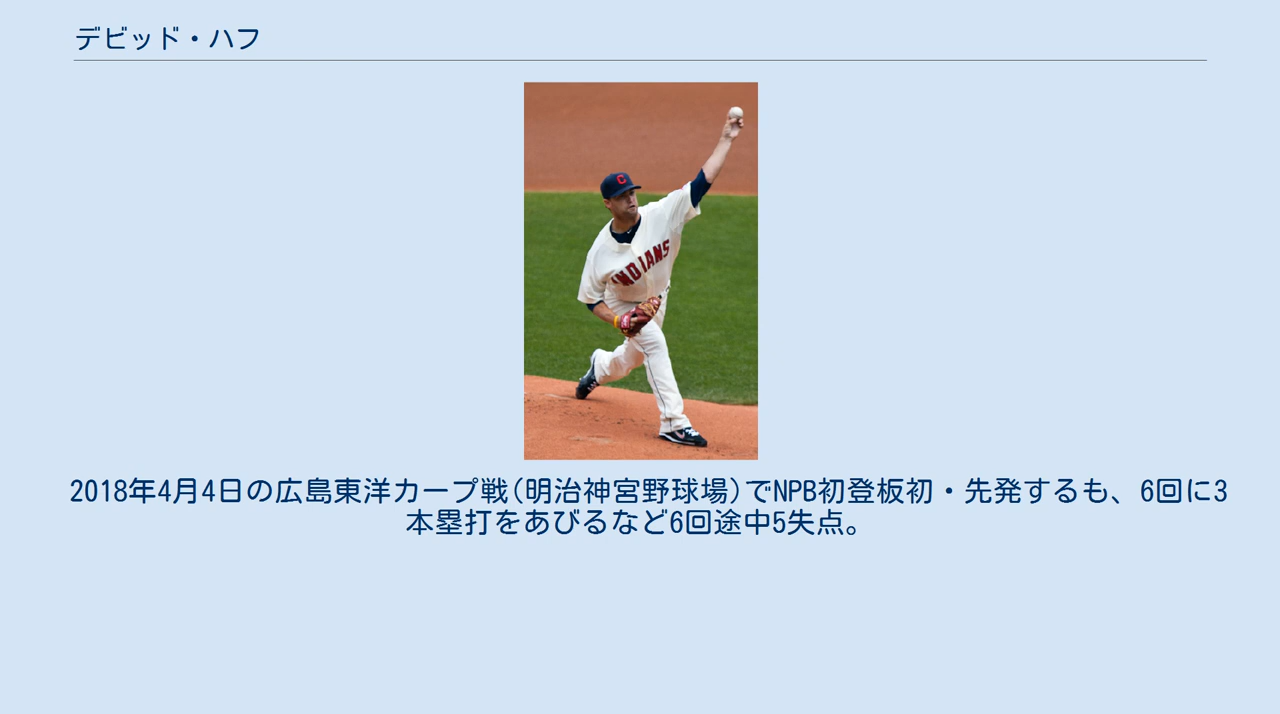 デビッド・ハフ
C
INDIANS
2018年4月4日の広島東洋カープ戦(明治神宮野球場)でNPB初登板初・先発するも、6回に3
本塁打をあびるなど6回途中5失点。